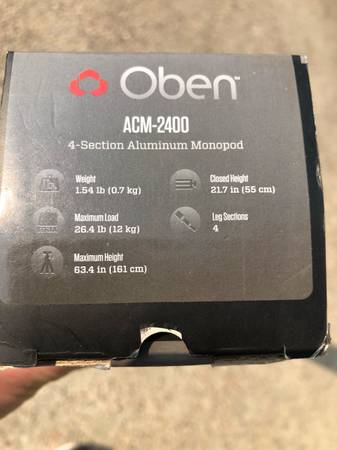 Oben™
ACM-2400
4-Section Aluminum Monopod
Weight
1.54 lb (0.7 kg)
Closed Height
21.7 in (55 cm)
Maximum Load
26.4 lb (12 kg)
Leg Sections
4
Maximum Height
63.4 in (161 cm)